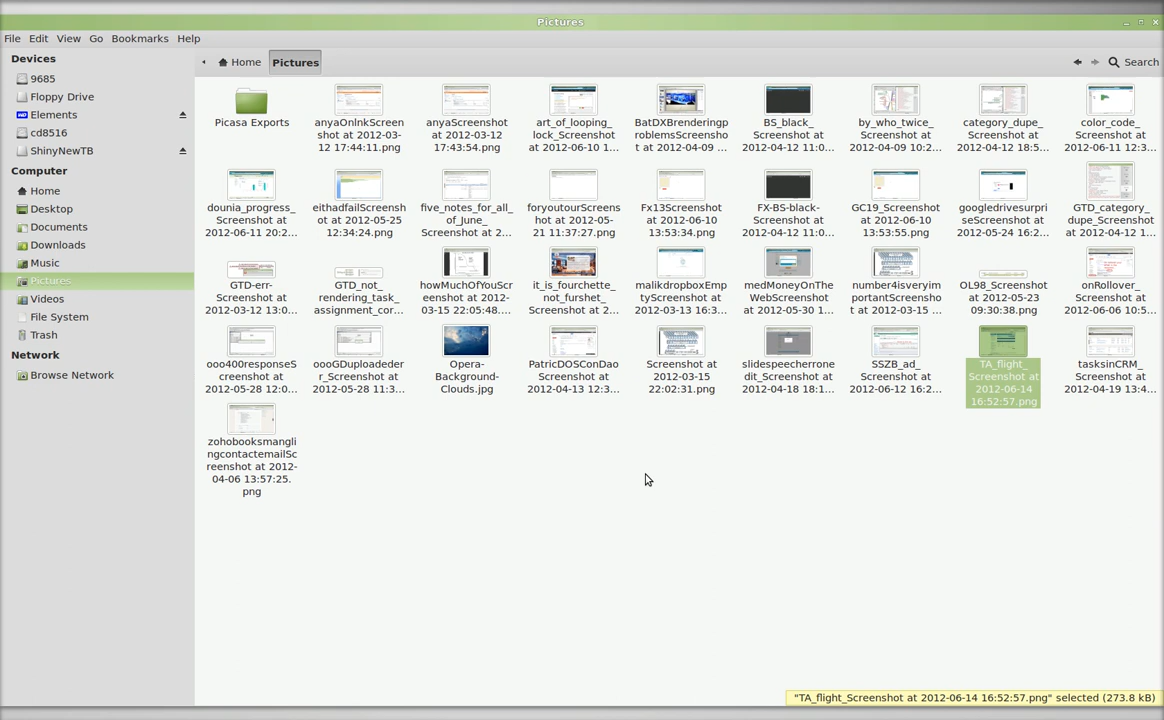 Pictures
File Edit View Go Bookmarks Help
Devices
9685
Floppy Drive
Elements
cd8516
ShinyNewTB
Computer
Home
Desktop
Documents
Downloads
Music
Pictures
Videos
File System
Trash
Network
Browse Network
Home Pictures Search
Picasa Exports
anyaOnlnkScreen
shot at 2012-03-
12 17:44:11.png
anyaScreenshot
at 2012-03-12
17:43:54.png
art_of_looping_
lock_Screenshot
at 2012-06-10 1...
BatDXBrenderingp
roblemsScreensho
t at 2012-04-09 ...
BS_black_
Screenshot at
2012-04-12 11:0...
by_who_twice_
Screenshot at
2012-04-09 10:2...
category_dupe_
Screenshot at
2012-04-12 18:5...
color_code_
Screenshot at
2012-06-11 12:3...
dounia_progress_
Screenshot at
2012-06-11 20:2...
eithadfailScreensh
ot at 2012-05-25
12:34:24.png
five_notes_for_all_
of_June_
Screenshot at 2...
foryoutourScreens
hot at 2012-05-
21 11:37:27.png
Fx13Screenshot
at 2012-06-10
13:53:34.png
FX-BS-black-
Screenshot at
2012-04-12 11:0...
GC19_Screenshot
at 2012-06-10
13:53:55.png
googledrivesurpri
seScreenshot at
2012-05-24 16:2...
GTD_category_
dupe_Screenshot
at 2012-04-12 1...
GTD-err-
Screenshot at
2012-03-12 13:0...
GTD_not_
rendering_task_
assignment_cor...
howMuchOfYouScr
eenshot at 2012-
03-15 22:05:48....
it_is_fourchette_
not_furshet_
Screenshot at 2...
malikdropboxEmp
tyScreenshot at
2012-03-13 16:3...
medMoneyOnThe
WebScreenshot
at 2012-05-30 1...
number4isveryim
portantScreensho
t at 2012-03-15 ...
OL98_Screenshot
at 2012-05-23
09:30:38.png
onRollover_
Screenshot at
2012-06-06 10:5...
ooo400responseS
creenshot at
2012-05-28 12:0...
oooGDuploadeder
r_Screenshot at
2012-05-28 11:3...
Opera-
Background-
Clouds.jpg
PatricDOSConDao
Screenshot at
2012-04-13 12:3...
Screenshot at
2012-03-15
22:02:31.png
slidespeecherrone
dit_Screenshot at
2012-04-18 18:1...
SSZB_ad_
Screenshot at
2012-06-12 16:2...
TA_flight_
Screenshot at
2012-06-14
16:52:57.png
tasksinCRM_
Screenshot at
2012-04-19 13:4...
zohobooksmangli
ngcontactemailSc
reenshot at 2012-
04-06 13:57:25.
png
"TA_flight_Screenshot at 2012-06-14 16:52:57.png" selected (273.8 kB)